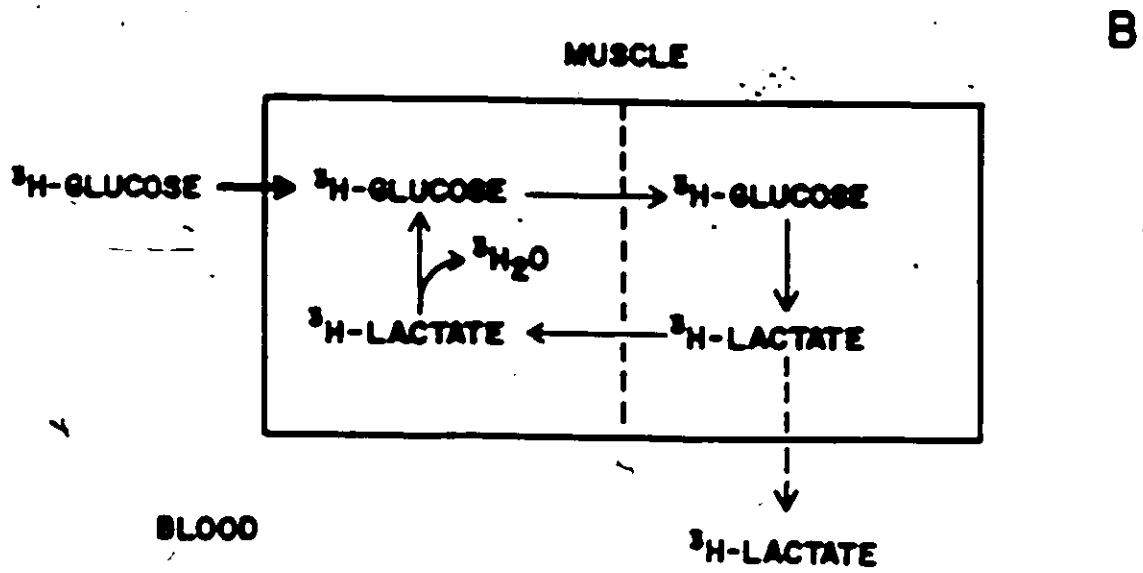 B
MUSCLE
³H-GLUCOSE ³H-GLUCOSE ³H-GLUCOSE
³H₂O
³H-LACTATE ³H-LACTATE
BLOOD
³H-LACTATE